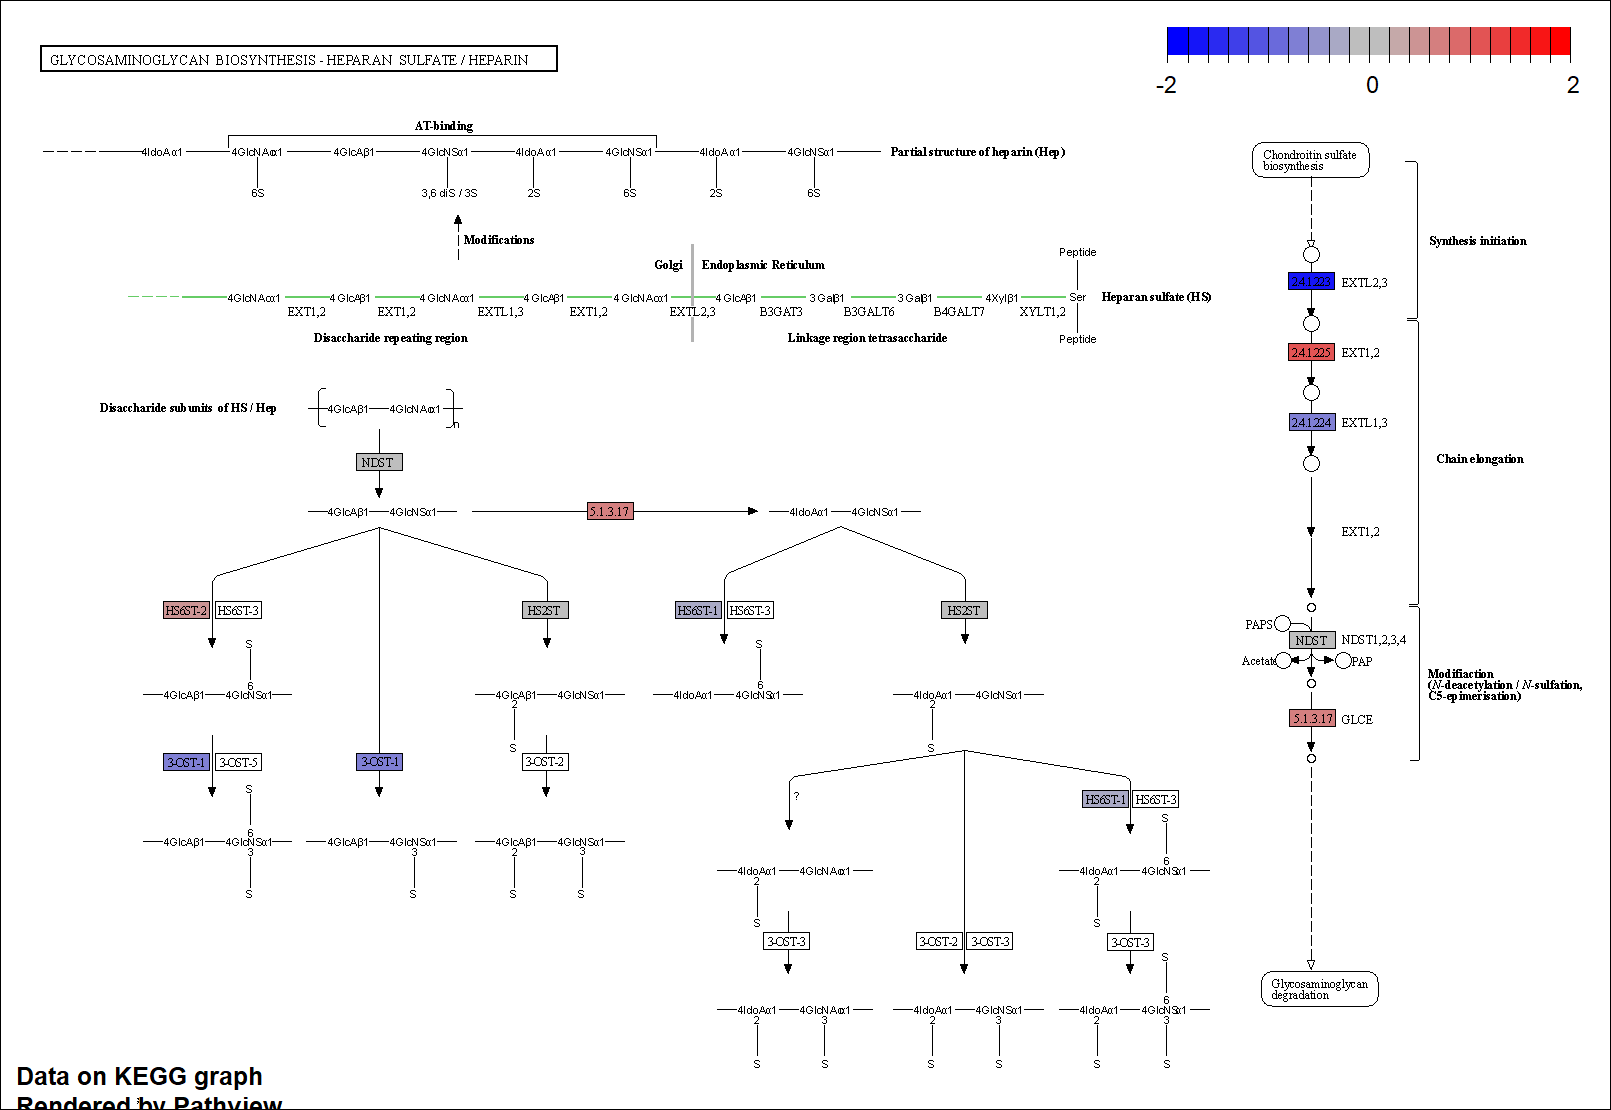 GLYCOSAMINOGLYCAN BIOSYNTHESIS - HEPARAN SULFATE / HEPARIN
-2 0 2
AT-binding
4IdoAα1 4GlcNAα1 4GlcAβ1 4GlcNSα1 4IdoAα1 4GlcNSα1 4IdoAα1 4GlcNSα1 Partial structure of heparin (Hep)
6S 3,6 diS / 3S 2S 6S 2S 6S
Modifications
Golgi Endoplasmic Reticulum
Peptide
4GlcNAcα1 4GlcAβ1 4GlcNAcα1 4GlcAβ1 4GlcNAcα1 4GlcAβ1 3Galβ1 3Galβ1 4Xylβ1 Ser Heparan sulfate (HS)
EXT1,2 EXT1,2 EXTL1,3 EXT1,2 EXTL2,3 B3GAT3 B3GALT6 B4GALT7 XYLT1,2
Disaccharide repeating region Linkage region tetrasaccharide
Peptide
Disaccharide subunits of HS / Hep
4GlcAβ1 4GlcNAcα1 n
NDST
4GlcAβ1 4GlcNSα1 5.1.3.17 4IdoAα1 4GlcNSα1
HS6ST-2 HS6ST-3 HS2ST HS6ST-1 HS6ST-3 HS2ST
S S
6 6
4GlcAβ1 4GlcNSα1 4GlcAβ1 4GlcNSα1 4IdoAα1 4GlcNSα1 4IdoAα1 4GlcNSα1
2 2
S S
3-OST-1 3-OST-5 3-OST-1 3-OST-2
S
6
4GlcAβ1 4GlcNSα1 4GlcAβ1 4GlcNSα1 4GlcAβ1 4GlcNSα1
3 3 2 3
S S S S
? HS6ST-1 HS6ST-3
S
6
4IdoAα1 4GlcNAcα1 4IdoAα1 4GlcNSα1
2 2
S S
3-OST-3 3-OST-2 3-OST-3 3-OST-3
S
6
4IdoAα1 4GlcNAcα1 4IdoAα1 4GlcNSα1 4IdoAα1 4GlcNSα1
2 3 2 3 2 3
S S S S S S
Chondroitin sulfate
biosynthesis
Synthesis initiation
2.4.1.223 EXTL2,3
2.4.1.225 EXT1,2
2.4.1.224 EXTL1,3
Chain elongation
EXT1,2
PAPS
NDST NDST1,2,3,4
Acetate PAP
Modifiaction
(N-deacetylation / N-sulfation,
C5-epimerisation)
5.1.3.17 GLCE
Glycosaminoglycan
degradation
Data on KEGG graph
Rendered by Pathview